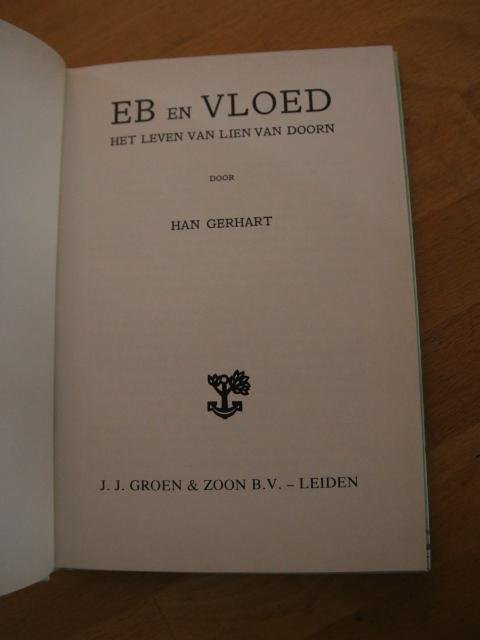 EB EN VLOED
HET LEVEN VAN LIEN VAN DOORN
DOOR
HAN GERHART
J. J. GROEN & ZOON B.V. – LEIDEN